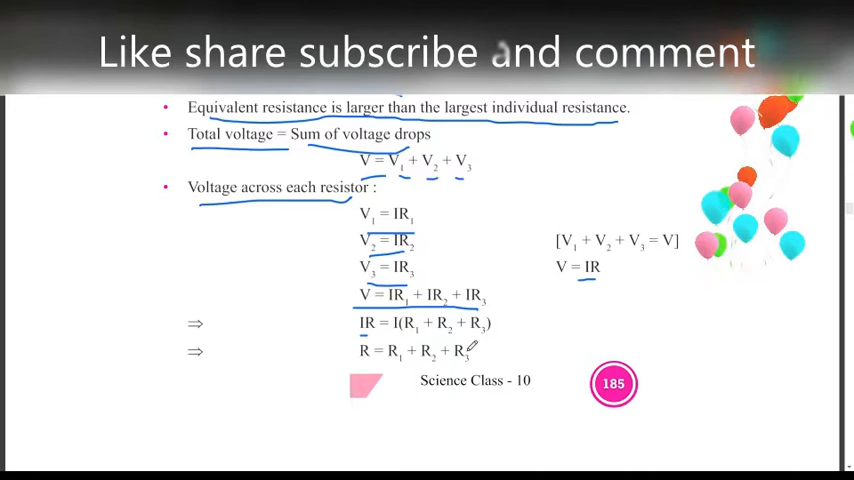 Like share subscribe and comment
• Equivalent resistance is larger than the largest individual resistance.
• Total voltage = Sum of voltage drops
V = V₁ + V₂ + V₃
• Voltage across each resistor :
V₁ = IR₁
V₂ = IR₂ [V₁ + V₂ + V₃ = V]
V₃ = IR₃ V = IR
V = IR₁ + IR₂ + IR₃
⇒ IR = I(R₁ + R₂ + R₃)
⇒ R = R₁ + R₂ + R₃
Science Class - 10 185